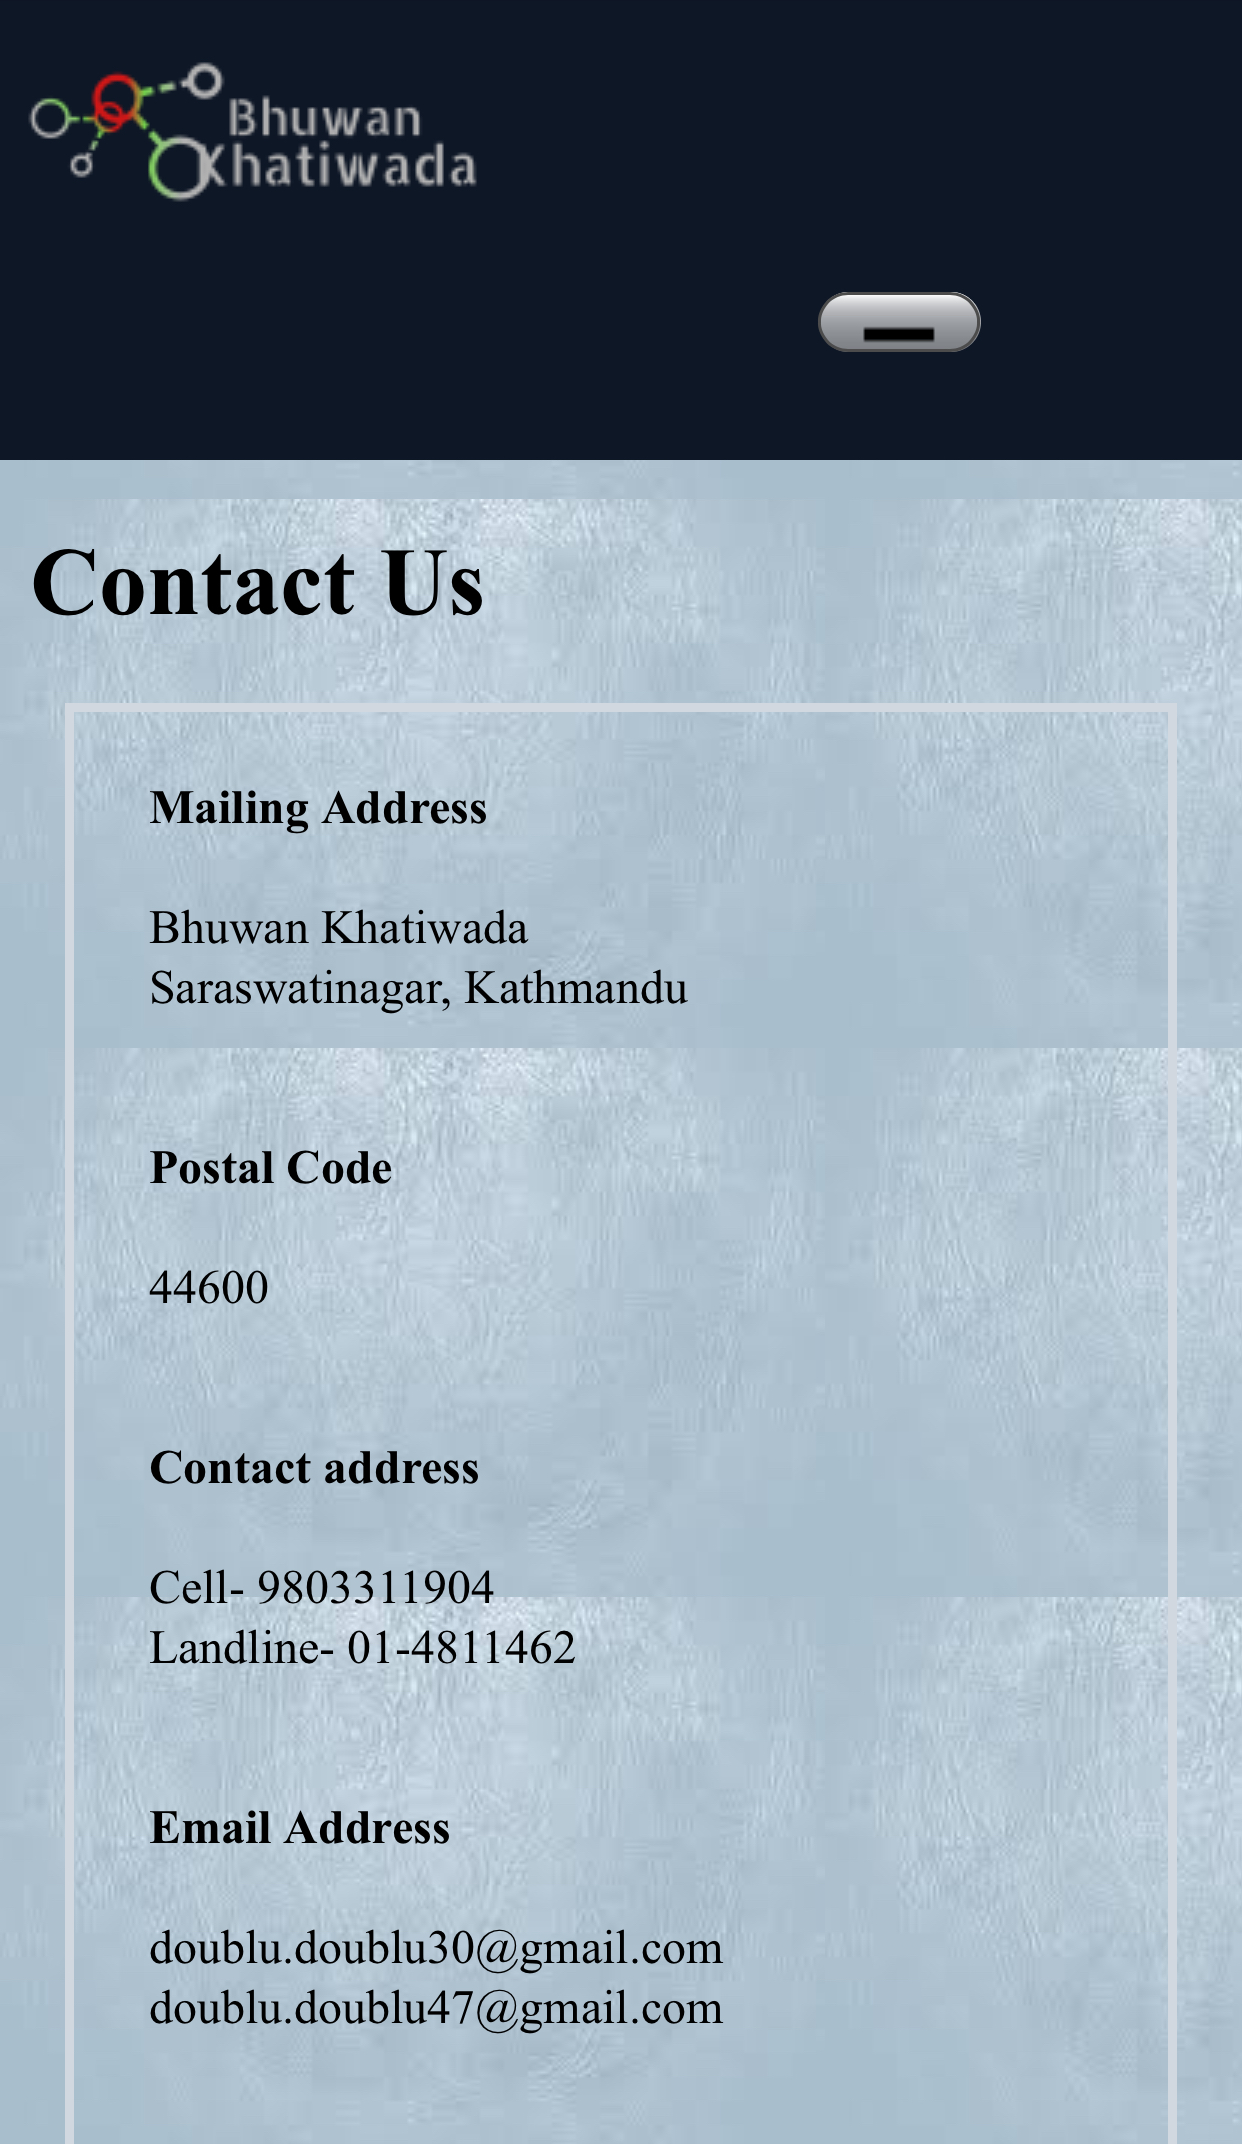 Bhuwan
Khatiwada
Contact Us
Mailing Address
Bhuwan Khatiwada
Saraswatinagar, Kathmandu
Postal Code
44600
Contact address
Cell- 9803311904
Landline- 01-4811462
Email Address
doublu.doublu30@gmail.com
doublu.doublu47@gmail.com